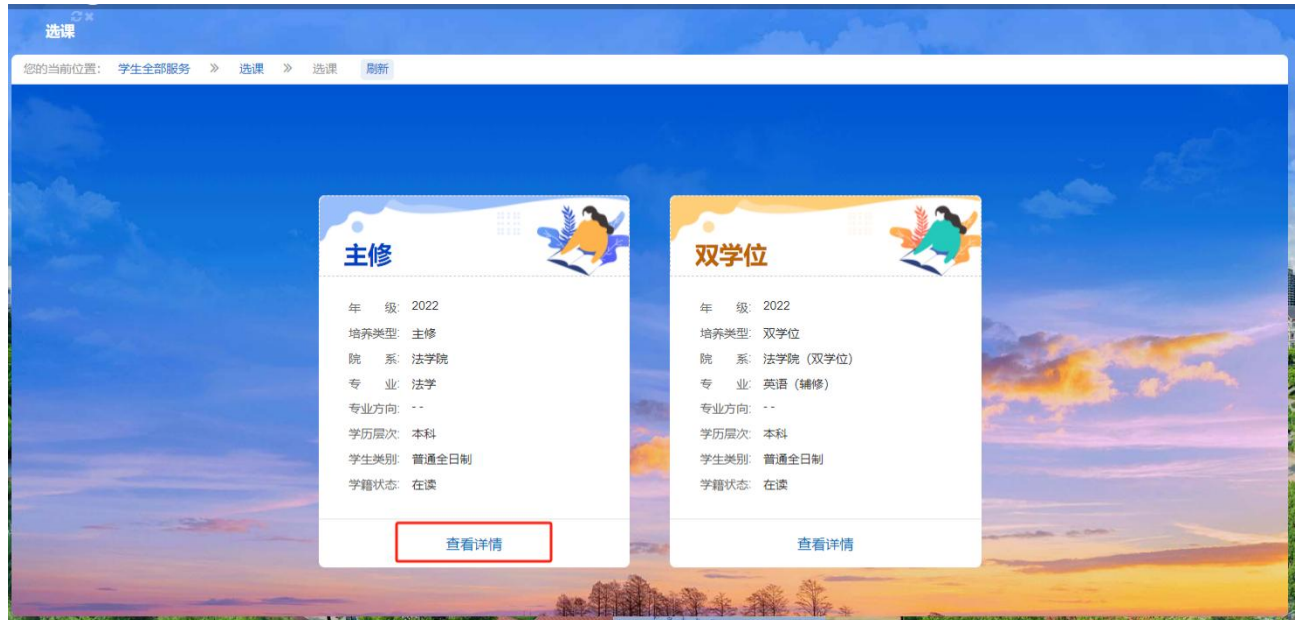 选课
您的当前位置: 学生全部服务 » 选课 » 选课 刷新
主修
年 级: 2022
培养类型: 主修
院 系: 法学院
专 业: 法学
专业方向: - -
学历层次: 本科
学生类别: 普通全日制
学籍状态: 在读
查看详情
双学位
年 级: 2022
培养类型: 双学位
院 系: 法学院（双学位）
专 业: 英语（辅修）
专业方向: - -
学历层次: 本科
学生类别: 普通全日制
学籍状态: 在读
查看详情